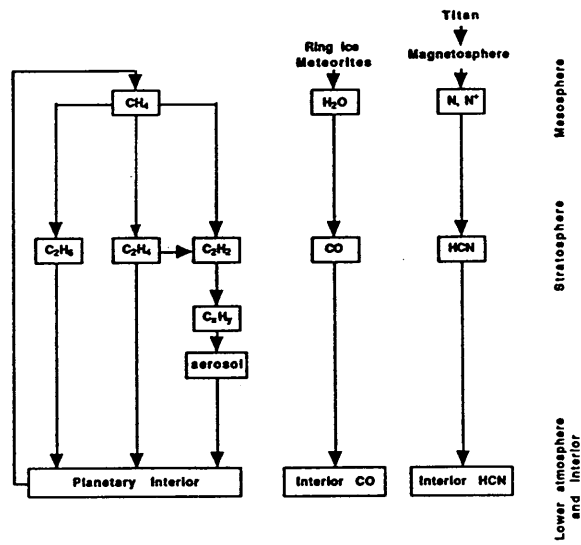 Titan
Magnetosphere
Ring Ice
Meteorites
CH₄
H₂O
N, N⁺
Mesosphere
C₂H₆
C₂H₄
C₂H₂
CO
HCN
Stratosphere
CₓHᵧ
aerosol
Planetary Interior
Interior CO
Interior HCN
Lower atmosphere
and Interior